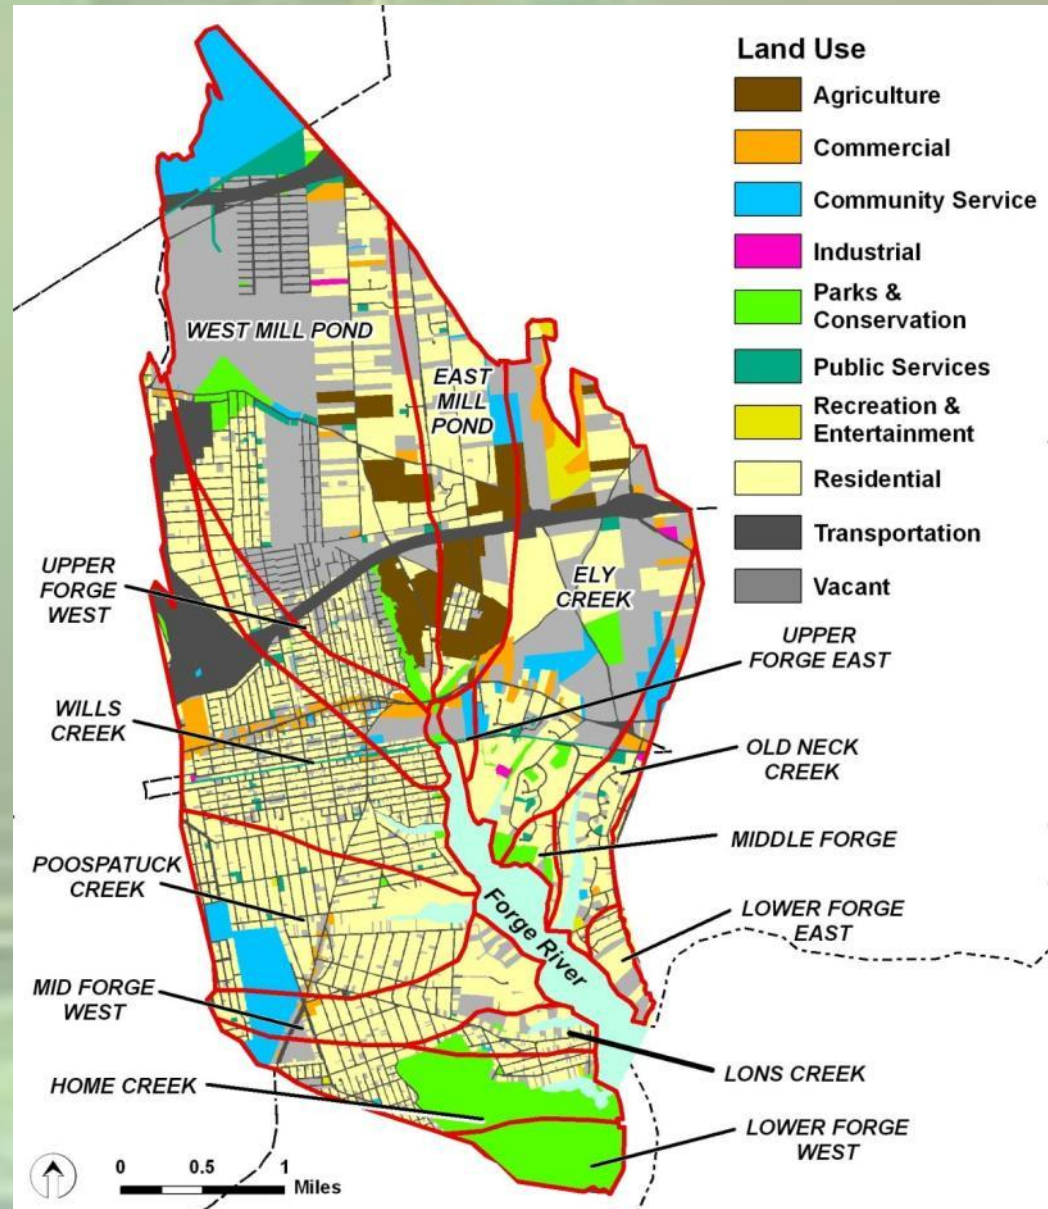 Land Use
Agriculture
Commercial
Community Service
Industrial
Parks &
Conservation
Public Services
Recreation &
Entertainment
Residential
Transportation
Vacant
WEST MILL POND
EAST
MILL
POND
UPPER
FORGE
WEST
ELY
CREEK
UPPER
FORGE EAST
WILLS
CREEK
OLD NECK
CREEK
MIDDLE FORGE
POOSPATUCK
CREEK
Forge River
LOWER FORGE
EAST
MID FORGE
WEST
LONS CREEK
HOME CREEK
LOWER FORGE
WEST
0 0.5 1
Miles